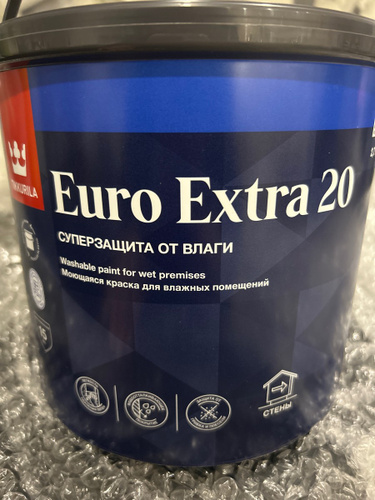 TIKKURILA
Euro Extra 20
СУПЕРЗАЩИТА ОТ ВЛАГИ
Washable paint for wet premises
Моющаяся краска для влажных помещений
СТЕНЫ